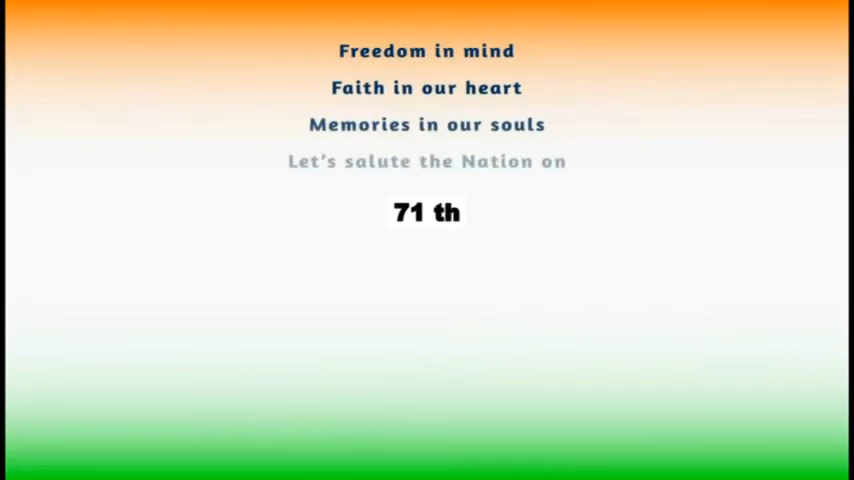 Freedom in mind
Faith in our heart
Memories in our souls
Let's salute the Nation on
71 th